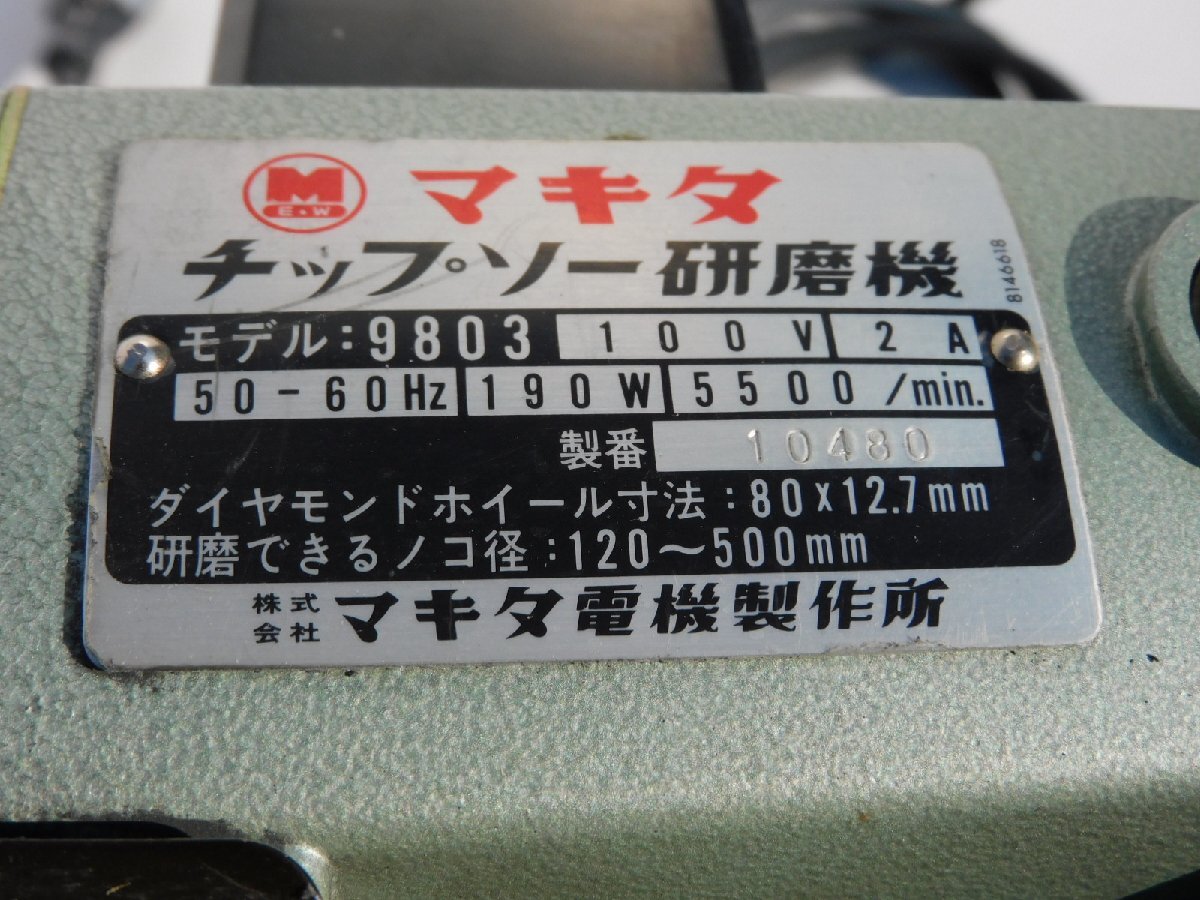 M
E.W
マキタ
チップ・ソー研磨機
8146618
モデル:9803 100V 2A
50-60Hz 190W 5500/min.
製番 10480
ダイヤモンドホイール寸法:80×12.7mm
研磨できるノコ径:120〜500mm
株式会社 マキタ電機製作所